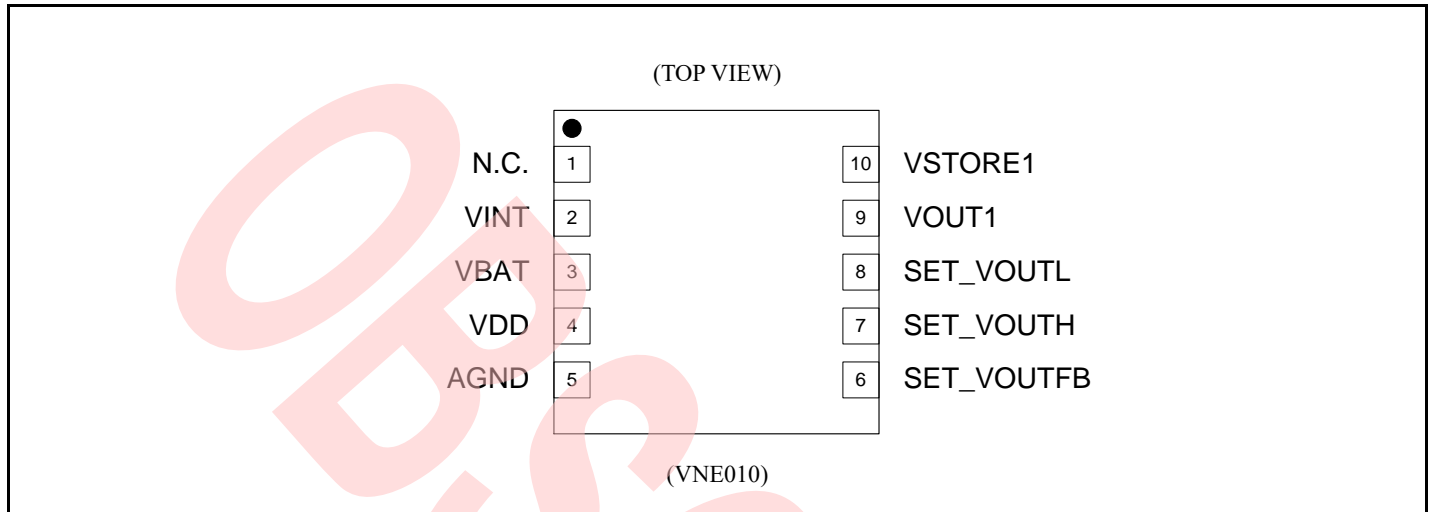 (TOP VIEW)
N.C. 1 10 VSTORE1
VINT 2 9 VOUT1
VBAT 3 8 SET_VOUTL
VDD 4 7 SET_VOUTH
AGND 5 6 SET_VOUTFB
(VNE010)